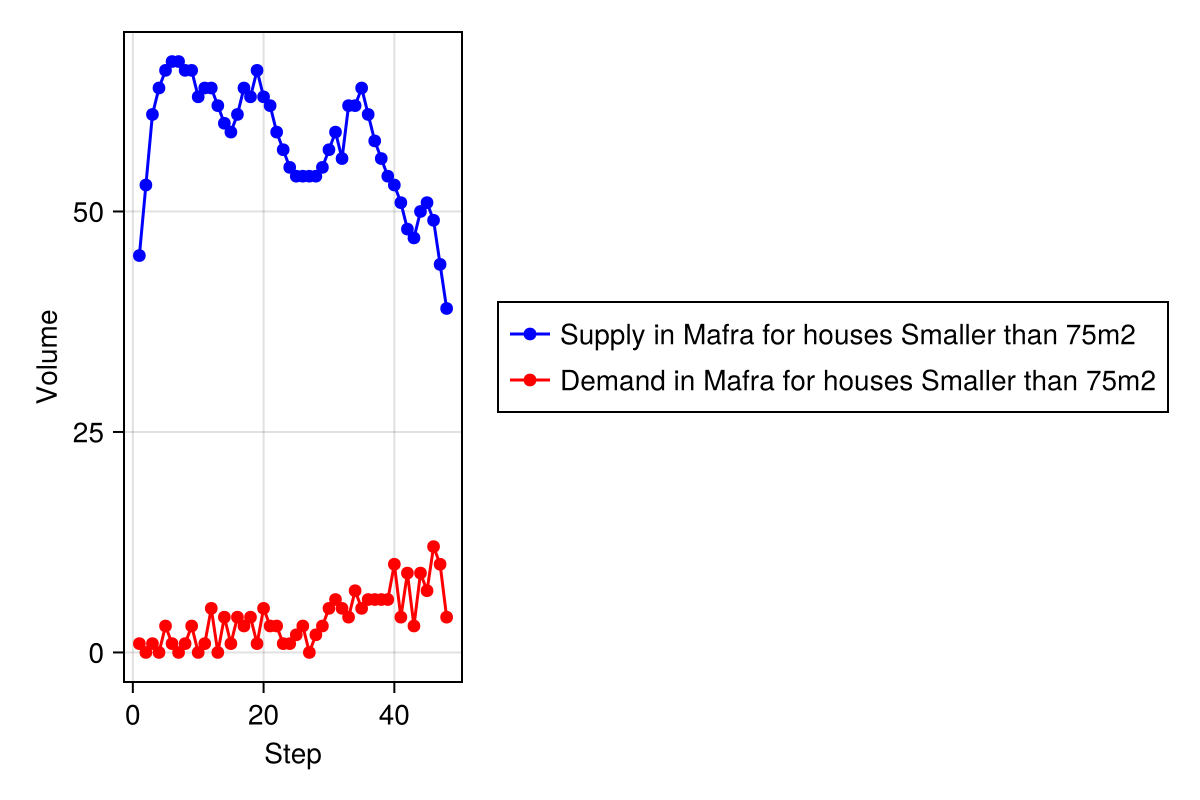 Volume
50
25
0
0 20 40
Step
Supply in Mafra for houses Smaller than 75m2
Demand in Mafra for houses Smaller than 75m2